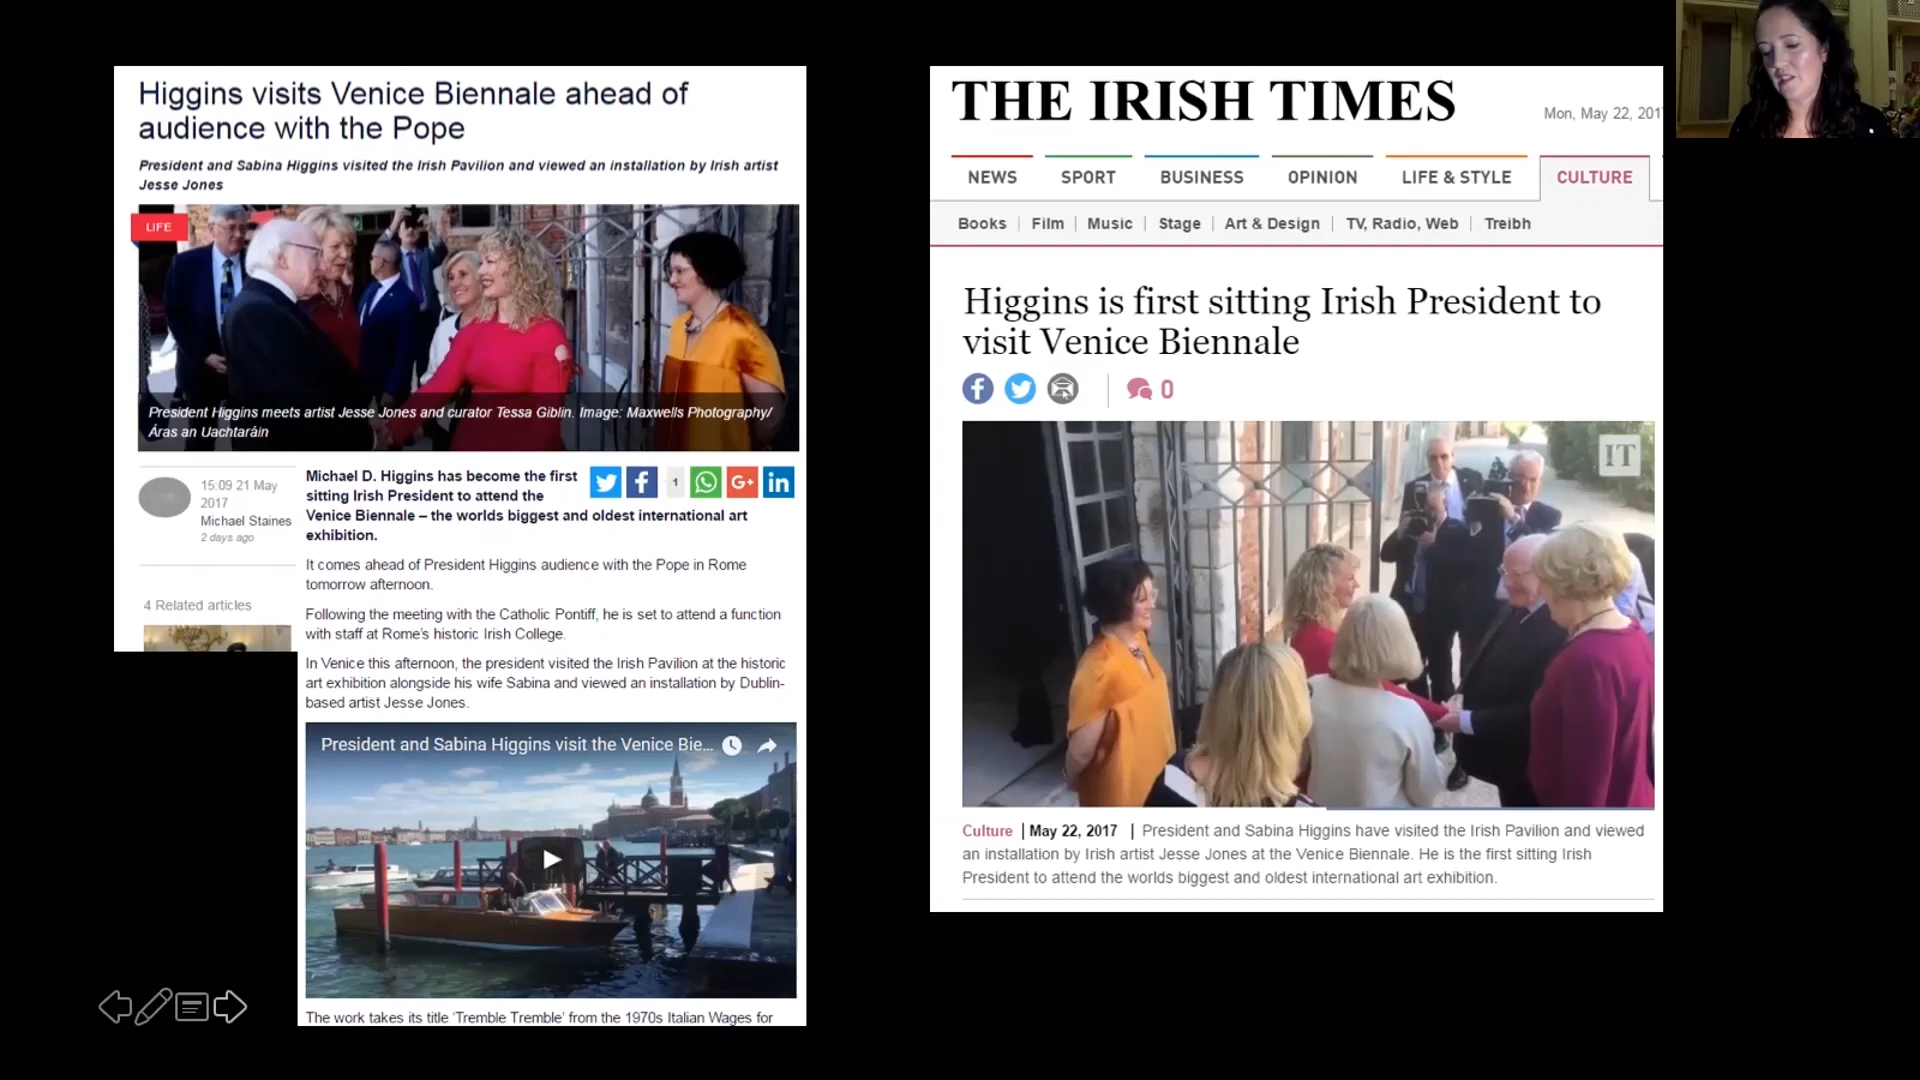 Higgins visits Venice Biennale ahead of
audience with the Pope
President and Sabina Higgins visited the Irish Pavilion and viewed an installation by Irish artist
Jesse Jones
LIFE
President Higgins meets artist Jesse Jones and curator Tessa Giblin. Image: Maxwells Photography/
Áras an Uachtaráin
15:09 21 May
2017
Michael Staines
2 days ago
4 Related articles
Michael D. Higgins has become the first
sitting Irish President to attend the
Venice Biennale – the worlds biggest and oldest international art
exhibition.
1
G+
in
It comes ahead of President Higgins audience with the Pope in Rome
tomorrow afternoon.
Following the meeting with the Catholic Pontiff, he is set to attend a function
with staff at Rome's historic Irish College.
In Venice this afternoon, the president visited the Irish Pavilion at the historic
art exhibition alongside his wife Sabina and viewed an installation by Dublin-
based artist Jesse Jones.
President and Sabina Higgins visit the Venice Bie...
The work takes its title ‘Tremble Tremble’ from the 1970s Italian Wages for
THE IRISH TIMES
Mon, May 22, 2017
NEWS SPORT BUSINESS OPINION LIFE & STYLE CULTURE
Books | Film | Music | Stage | Art & Design | TV, Radio, Web | Treibh
Higgins is first sitting Irish President to
visit Venice Biennale
0
IT
Culture | May 22, 2017 | President and Sabina Higgins have visited the Irish Pavilion and viewed
an installation by Irish artist Jesse Jones at the Venice Biennale. He is the first sitting Irish
President to attend the worlds biggest and oldest international art exhibition.